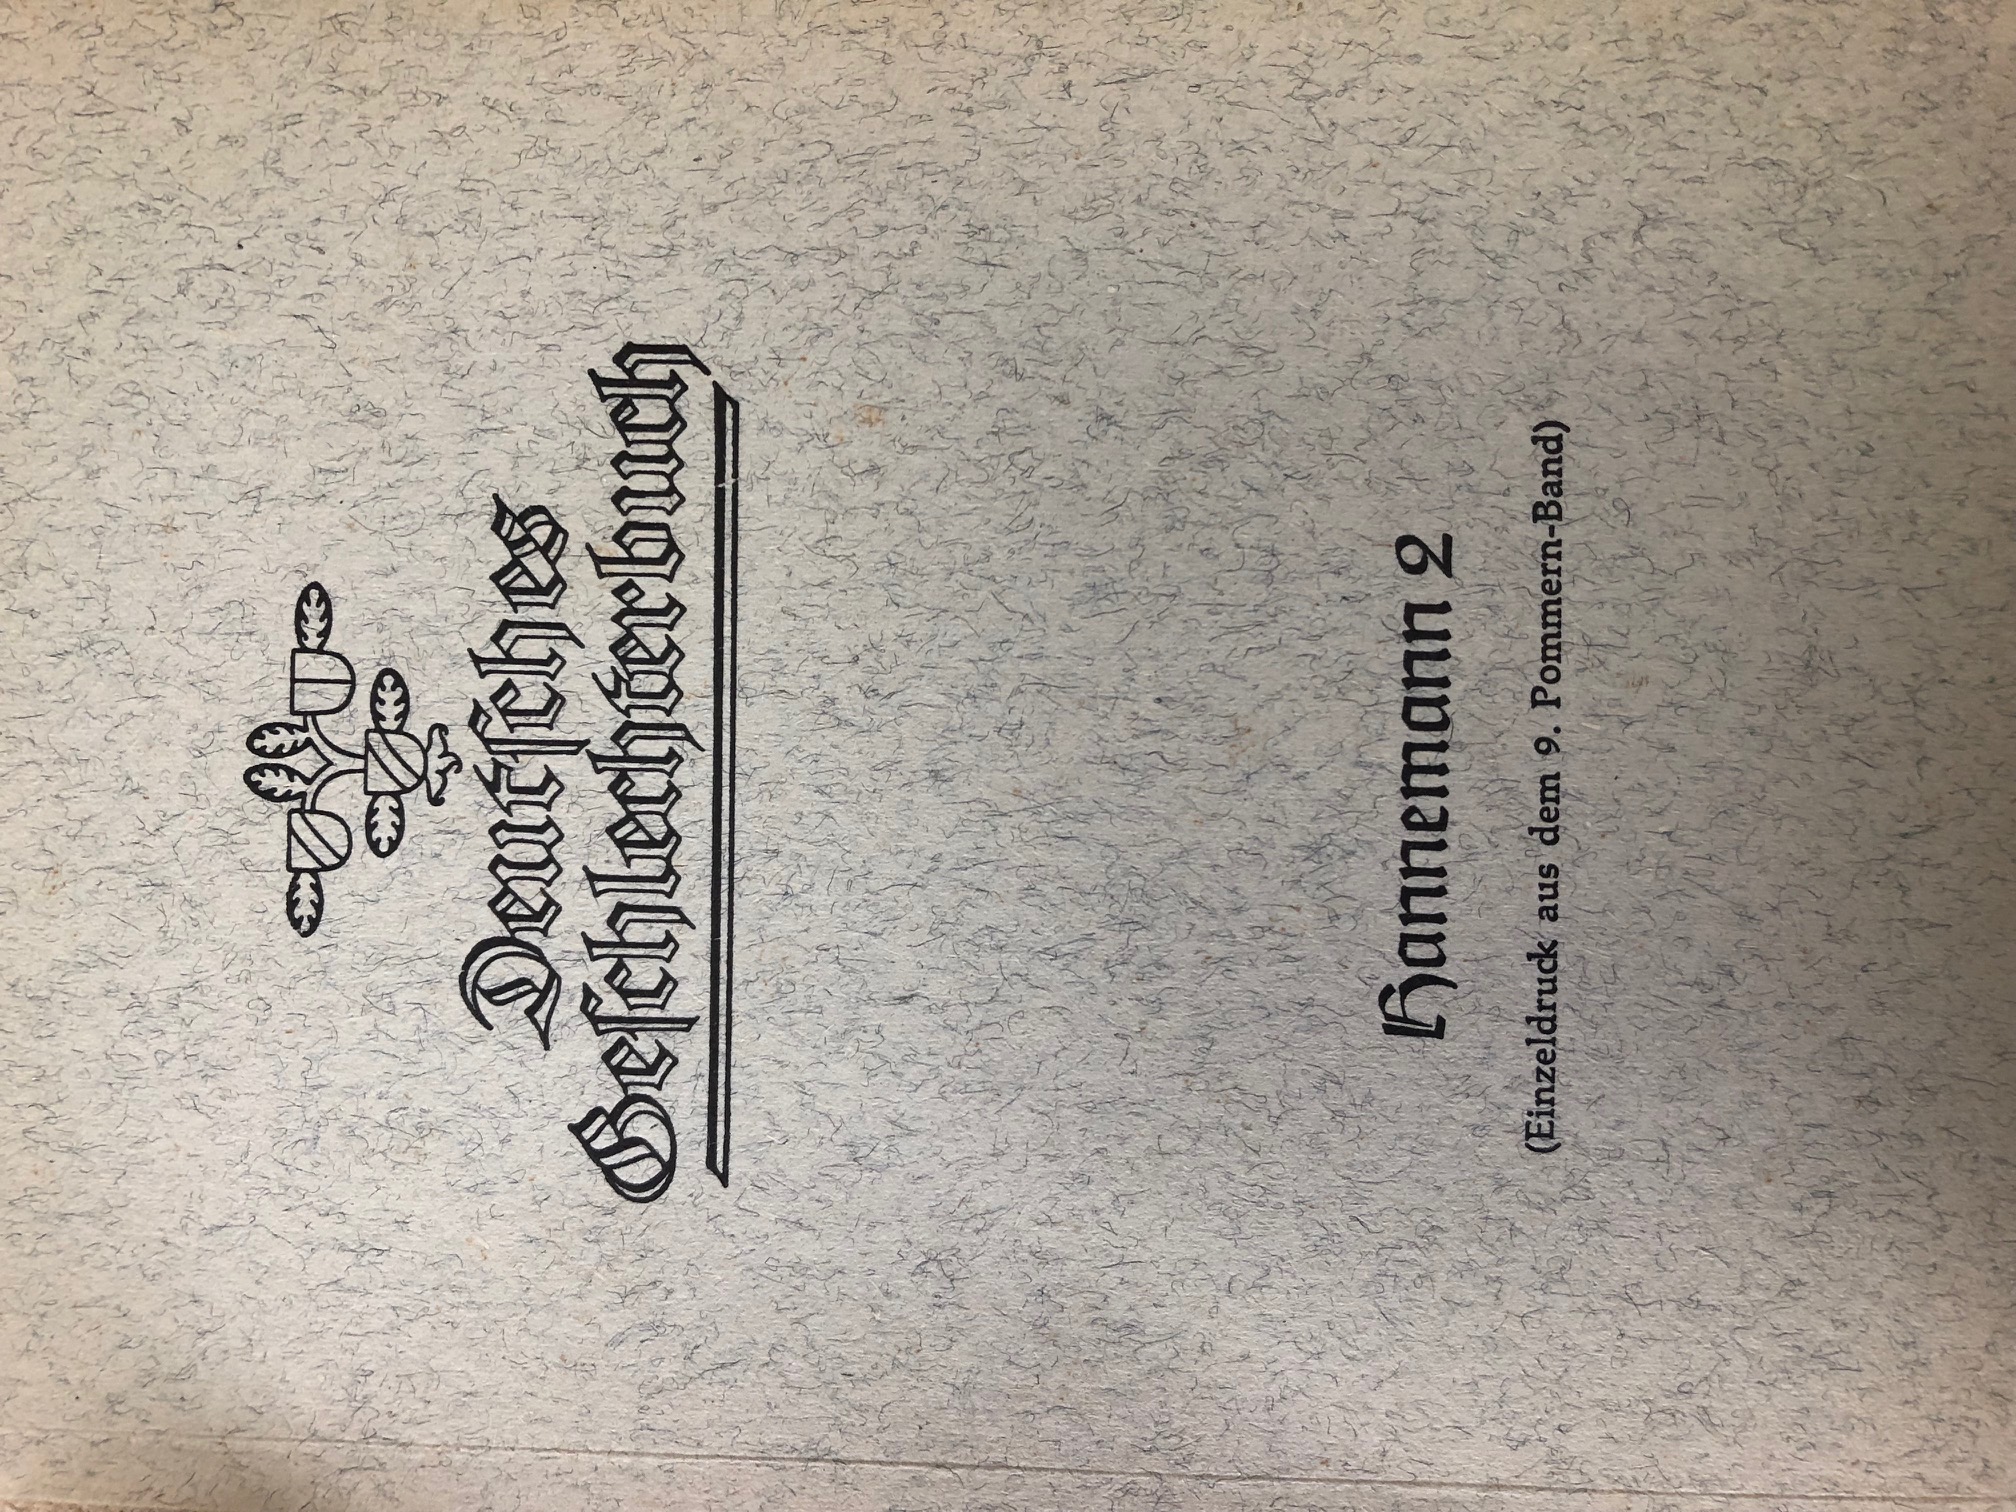 Deutſches
Geſchlechterbuch
Hannemann 2
(Einzeldruck aus dem 9. Pommern-Band)